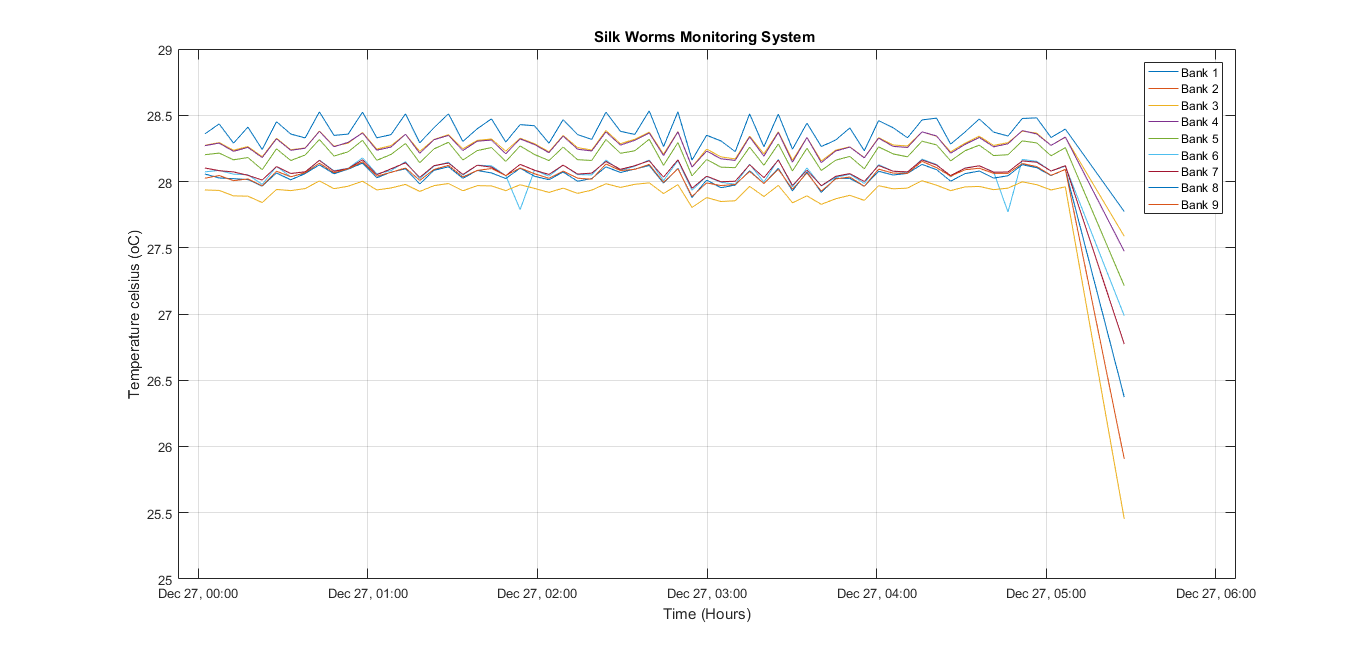 Silk Worms Monitoring System
29
28.5
28
27.5
27
26.5
26
25.5
25
Temperature celsius (oC)
Bank 1
Bank 2
Bank 3
Bank 4
Bank 5
Bank 6
Bank 7
Bank 8
Bank 9
Dec 27, 00:00
Dec 27, 01:00
Dec 27, 02:00
Dec 27, 03:00
Dec 27, 04:00
Dec 27, 05:00
Dec 27, 06:00
Time (Hours)